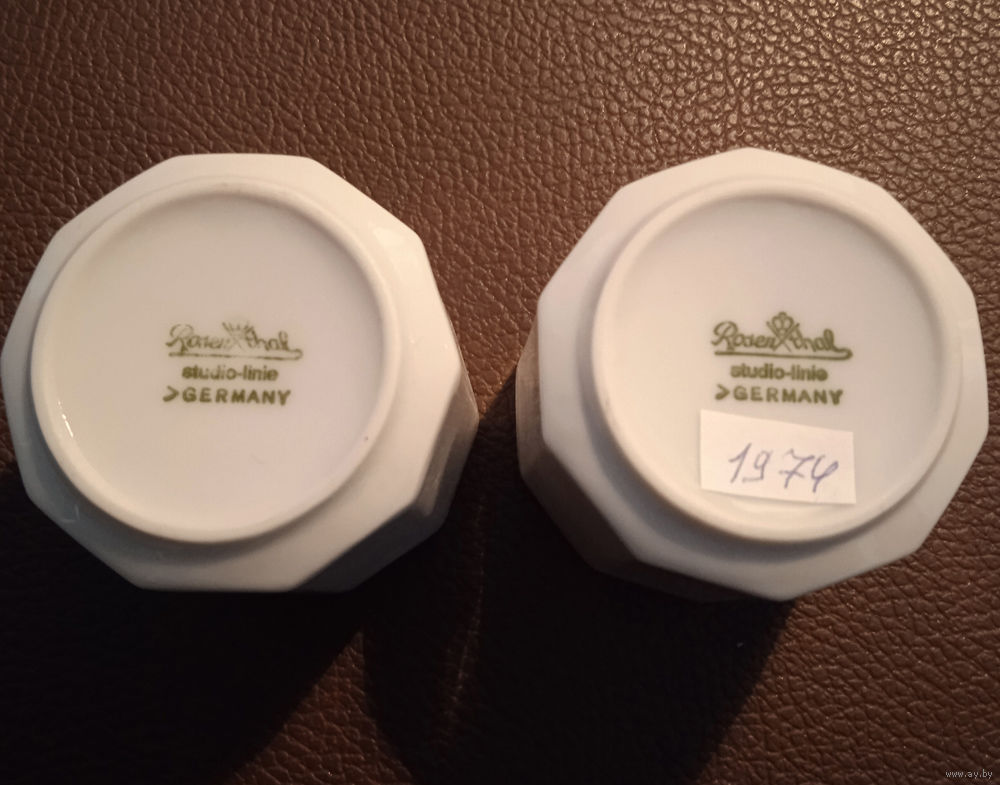 Rosenthal
studio-linie
>GERMANY
Rosenthal
studio-linie
>GERMANY
1974
www.ay.by